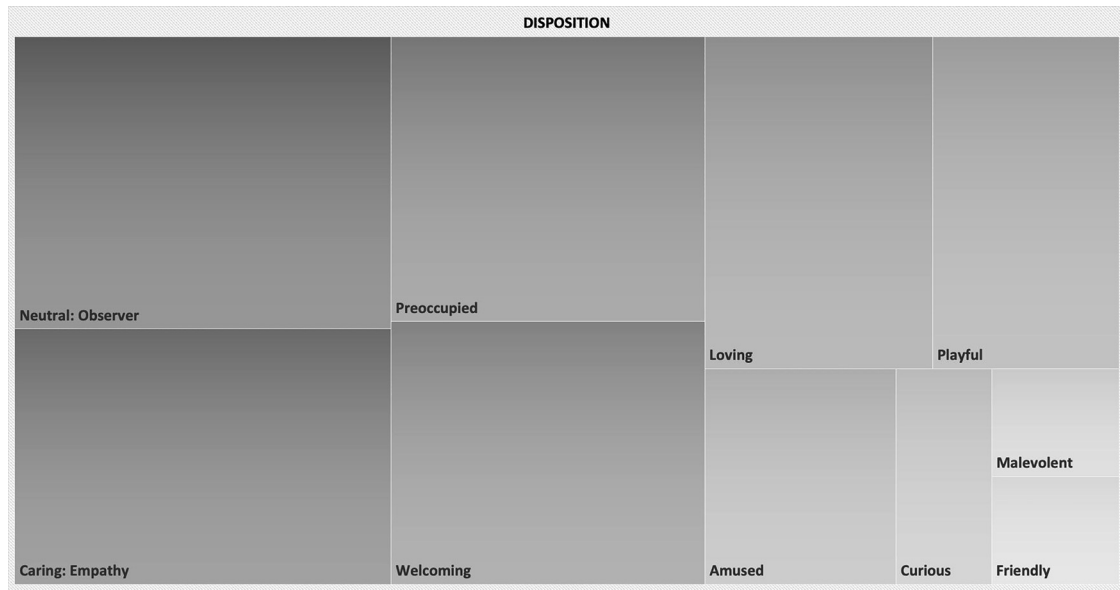 DISPOSITION
Neutral: Observer
Preoccupied
Loving
Playful
Caring: Empathy
Welcoming
Amused
Curious
Malevolent
Friendly